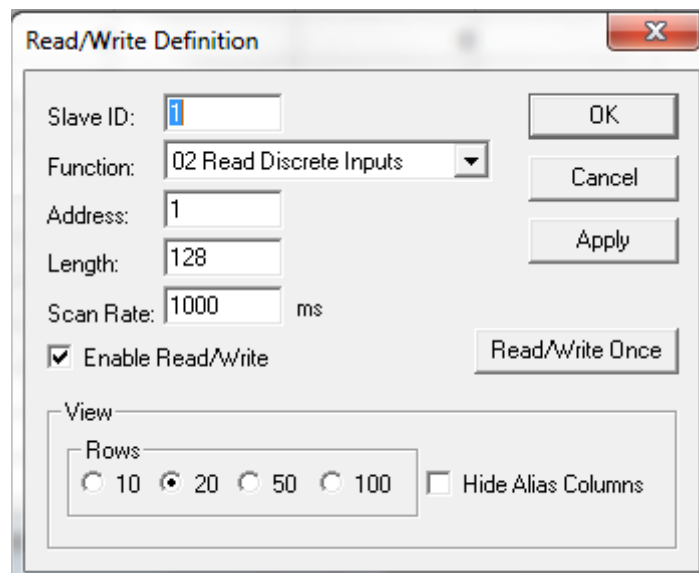 Read/Write Definition
Slave ID: 1
OK
Function: 02 Read Discrete Inputs
Cancel
Address: 1
Apply
Length: 128
Scan Rate: 1000 ms
Enable Read/Write
Read/Write Once
View
Rows
10 20 50 100 Hide Alias Columns